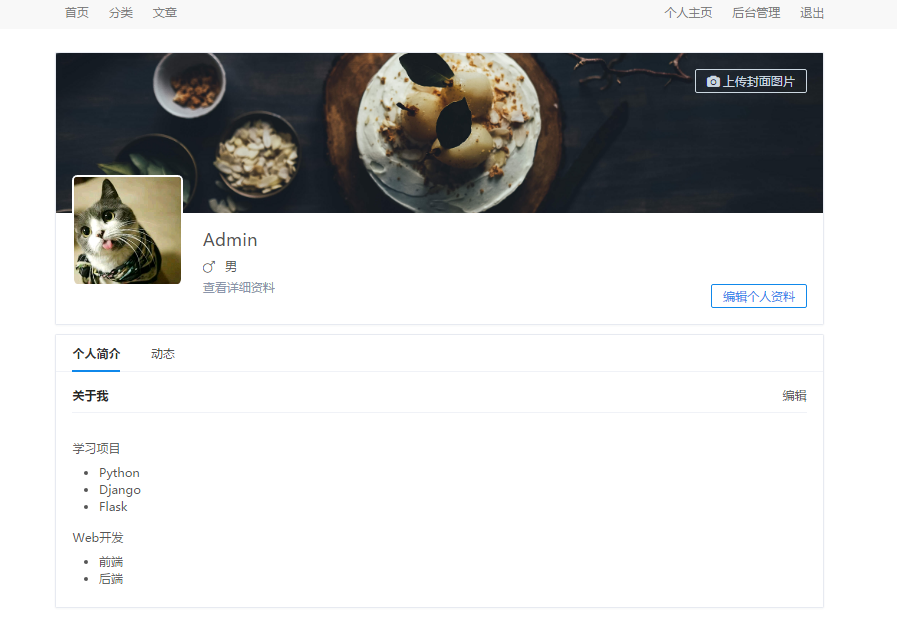 首页 分类 文章 个人主页 后台管理 退出
上传封面图片
Admin
男
查看详细资料
编辑个人资料
个人简介 动态
关于我 编辑
学习项目
Python
Django
Flask
Web开发
前端
后端